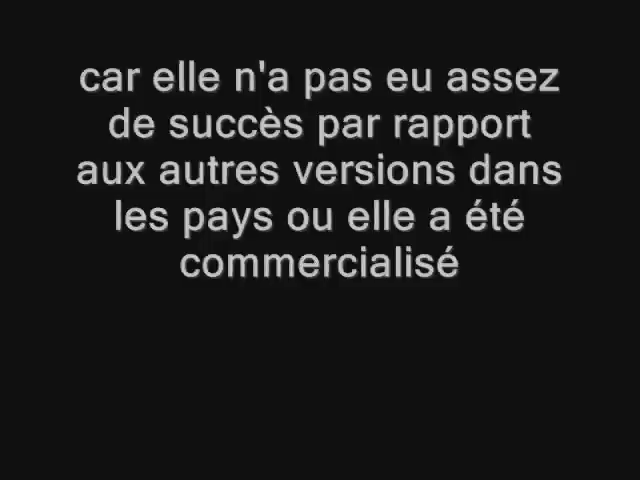 car elle n'a pas eu assez
de succès par rapport
aux autres versions dans
les pays ou elle a été
commercialisé